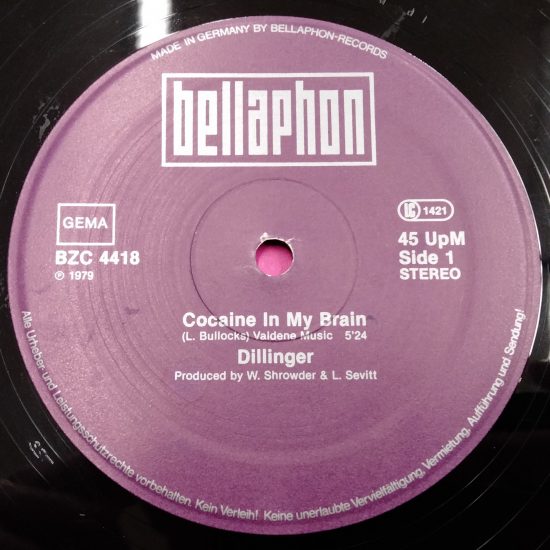 MADE IN GERMANY BY BELLAPHON-RECORDS
bellaphon
GEMA
BZC 4418
℗ 1979
LC 1421
45 UpM
Side 1
STEREO
Cocaine In My Brain
(L. Bullocks) Valdene Music 5'24
Dillinger
Produced by W. Shrowder & L. Sevitt
Alle Urheber und Leistungsschutzrechte vorbehalten. Kein Verleih! Keine unerlaubte Vervielfältigung, Vermietung, Aufführung und Sendung!